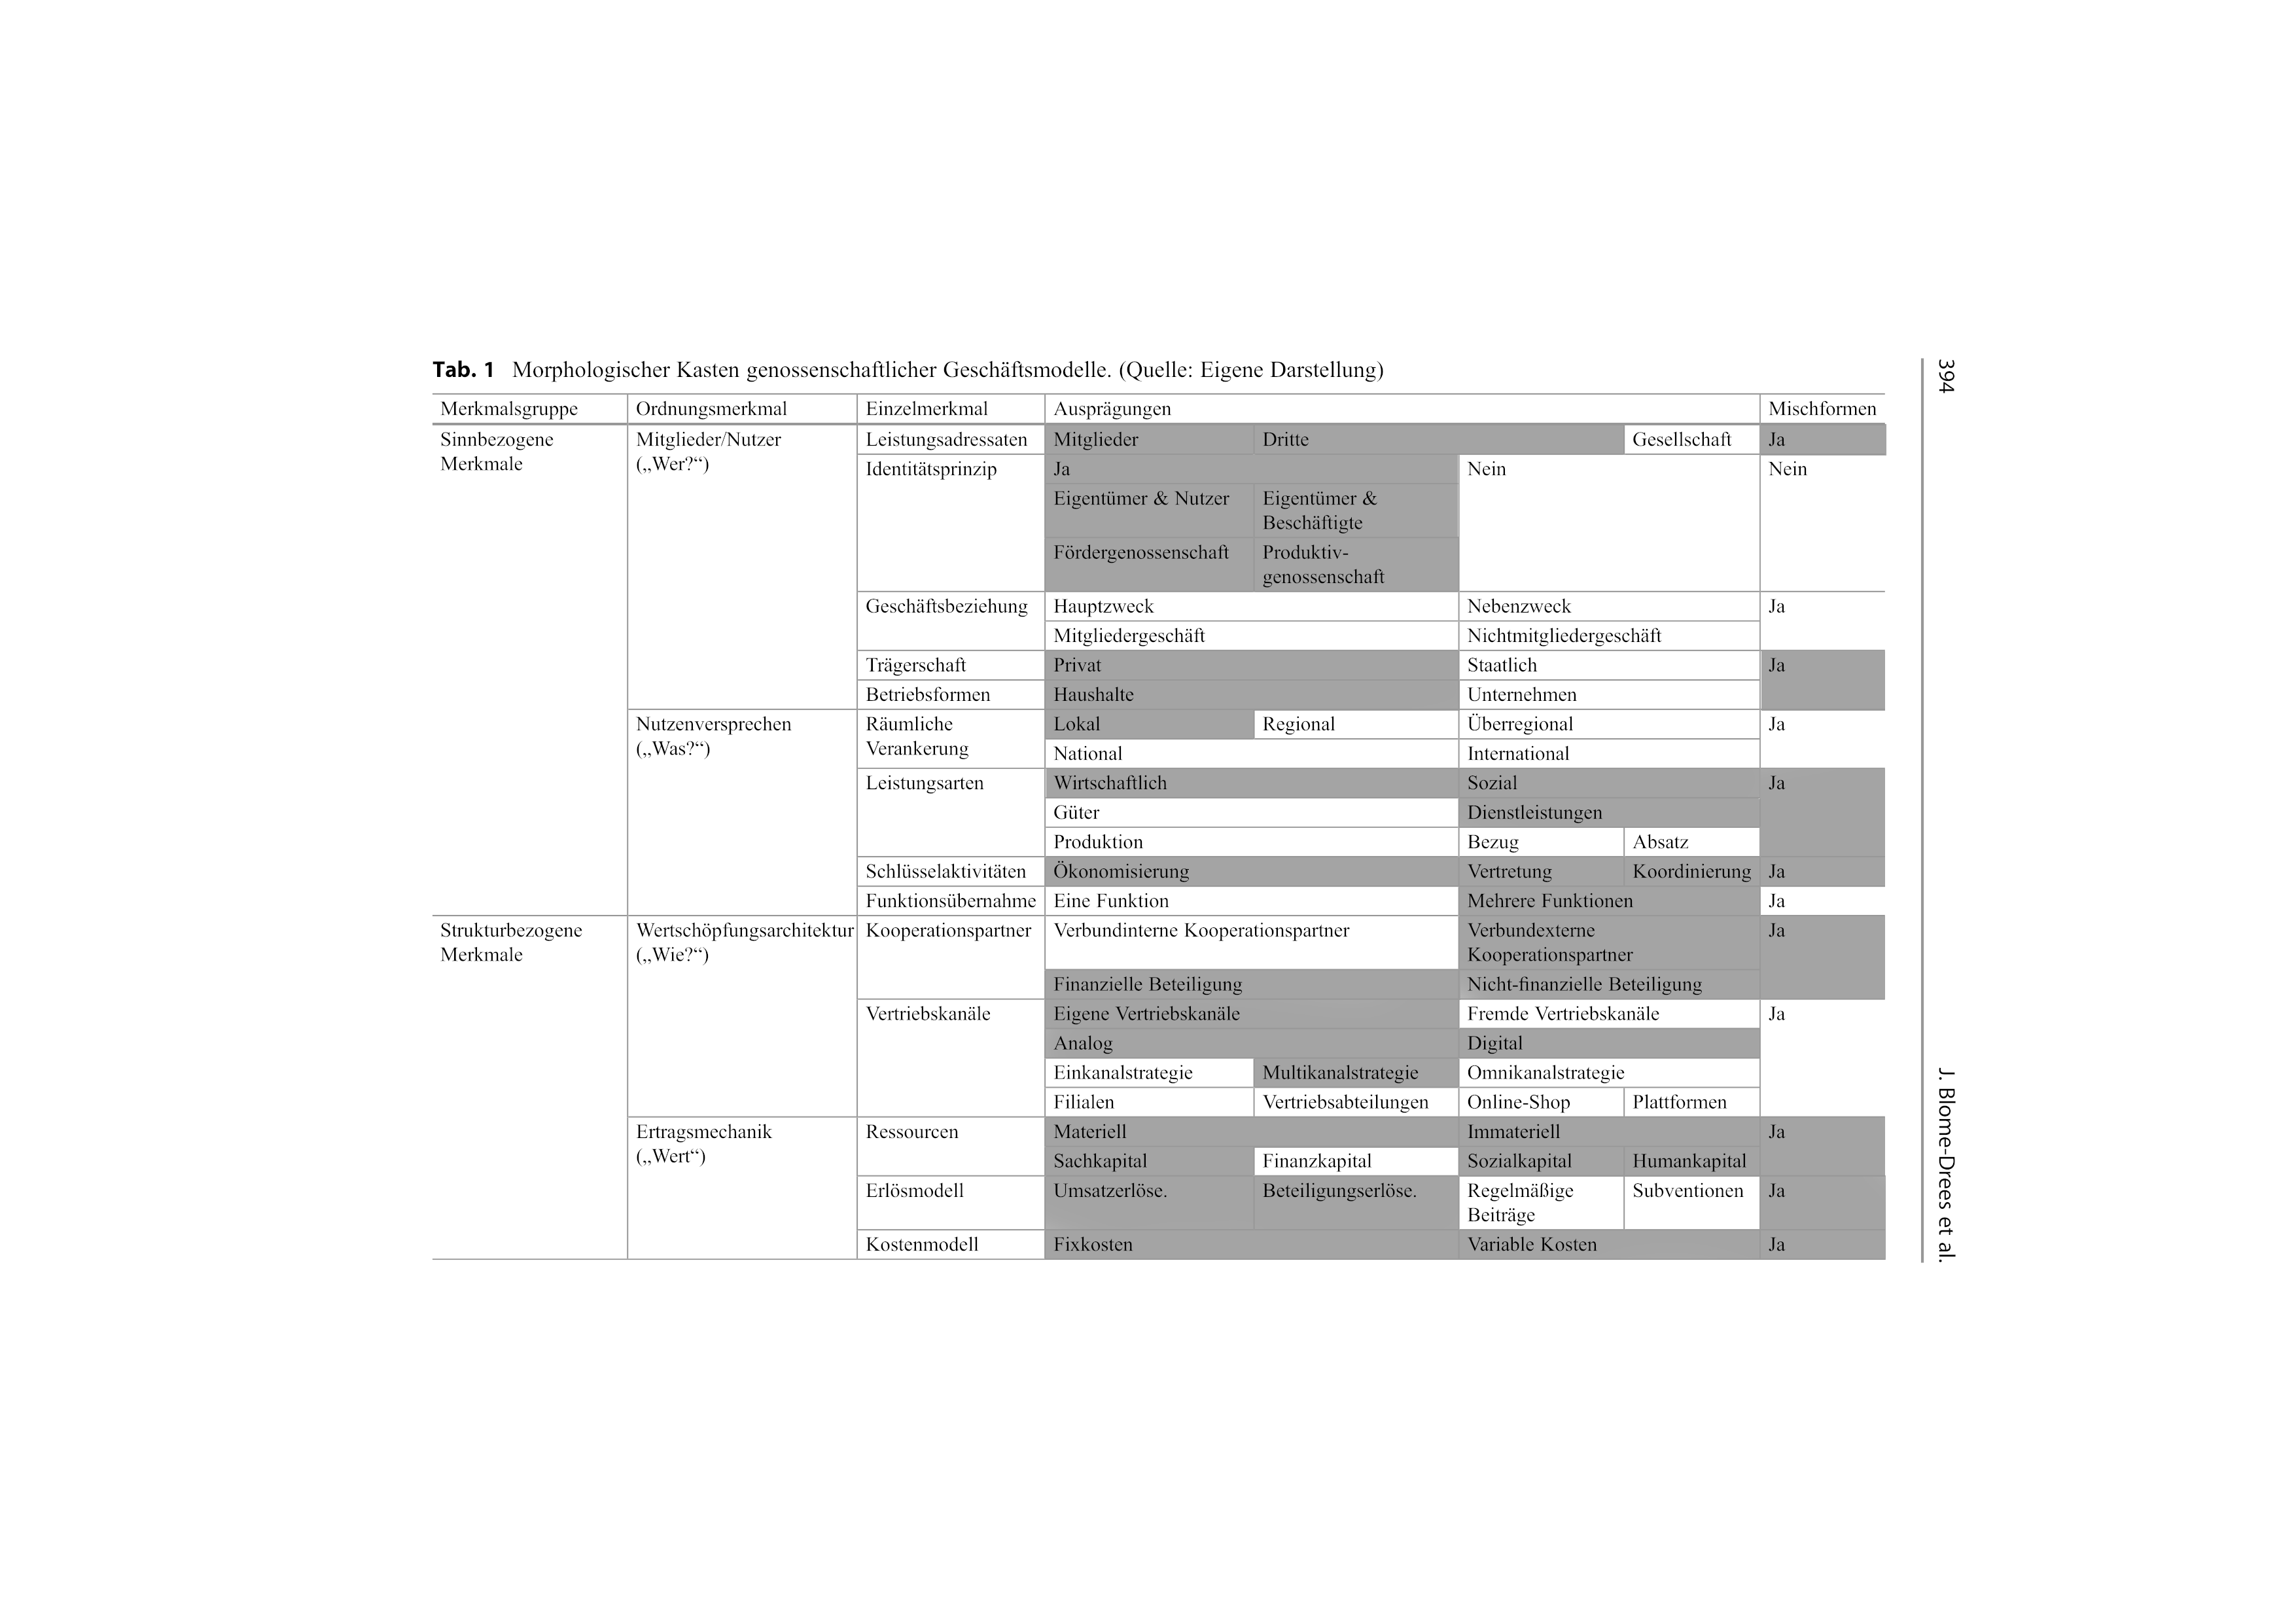 Tab. 1 Morphologischer Kasten genossenschaftlicher Geschäftsmodelle. (Quelle: Eigene Darstellung)
Merkmalsgruppe Ordnungsmerkmal Einzelmerkmal Ausprägungen Mischformen
Sinnbezogene Mitglieder/Nutzer Leistungsadressaten Mitglieder Dritte Gesellschaft Ja
Merkmale („Wer?“) Identitätsprinzip Ja Nein Nein
Eigentümer & Nutzer Eigentümer &
Beschäftigte
Fördergenossenschaft Produktiv-
genossenschaft
Geschäftsbeziehung Hauptzweck Nebenzweck Ja
Mitgliedergeschäft Nichtmitgliedergeschäft
Trägerschaft Privat Staatlich Ja
Betriebsformen Haushalte Unternehmen
Nutzenversprechen Räumliche Lokal Regional Überregional Ja
(„Was?“) Verankerung National International
Leistungsarten Wirtschaftlich Sozial Ja
Güter Dienstleistungen
Produktion Bezug Absatz
Schlüsselaktivitäten Ökonomisierung Vertretung Koordinierung Ja
Funktionsübernahme Eine Funktion Mehrere Funktionen Ja
Strukturbezogene Wertschöpfungsarchitektur Kooperationspartner Verbundinterne Kooperationspartner Verbundexterne Ja
Merkmale („Wie?“) Kooperationspartner
Finanzielle Beteiligung Nicht-finanzielle Beteiligung
Vertriebskanäle Eigene Vertriebskanäle Fremde Vertriebskanäle Ja
Analog Digital
Einkanalstrategie Multikanalstrategie Omnikanalstrategie
Filialen Vertriebsabteilungen Online-Shop Plattformen
Ertragsmechanik Ressourcen Materiell Immateriell Ja
(„Wert“) Sachkapital Finanzkapital Sozialkapital Humankapital
Erlösmodell Umsatzerlöse. Beteiligungserlöse. Regelmäßige Subventionen Ja
Beiträge
Kostenmodell Fixkosten Variable Kosten Ja
394
J. Blome-Drees et al.